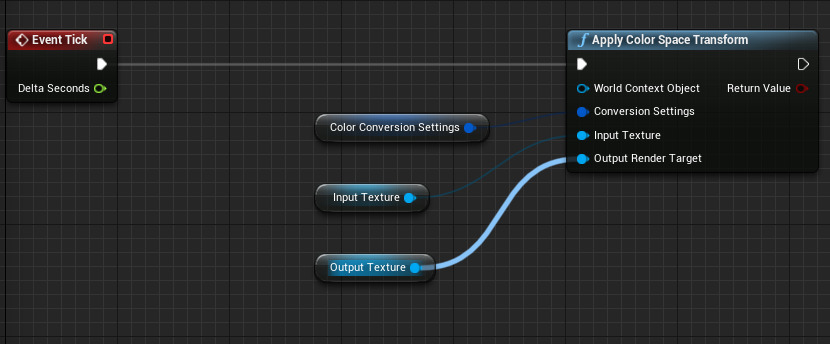 Event Tick
Delta Seconds
Apply Color Space Transform
World Context Object
Return Value
Conversion Settings
Input Texture
Output Render Target
Color Conversion Settings
Input Texture
Output Texture